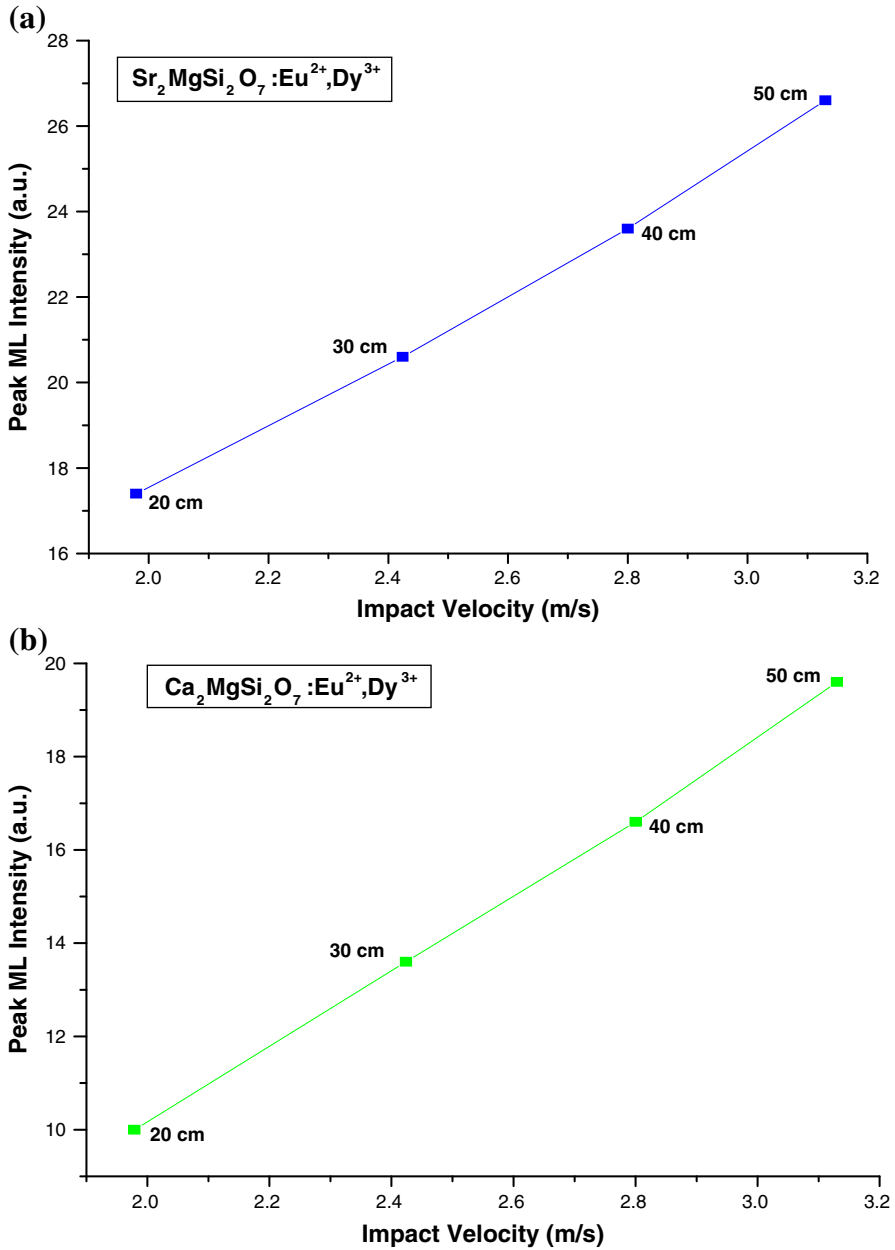 (a)
28
26
24
22
20
18
16
Peak ML Intensity (a.u.)
Sr₂MgSi₂O₇:Eu²⁺,Dy³⁺
50 cm
40 cm
30 cm
20 cm
2.0 2.2 2.4 2.6 2.8 3.0 3.2
Impact Velocity (m/s)
(b)
20
18
16
14
12
10
Peak ML Intensity (a.u.)
Ca₂MgSi₂O₇:Eu²⁺,Dy³⁺
50 cm
40 cm
30 cm
20 cm
2.0 2.2 2.4 2.6 2.8 3.0 3.2
Impact Velocity (m/s)